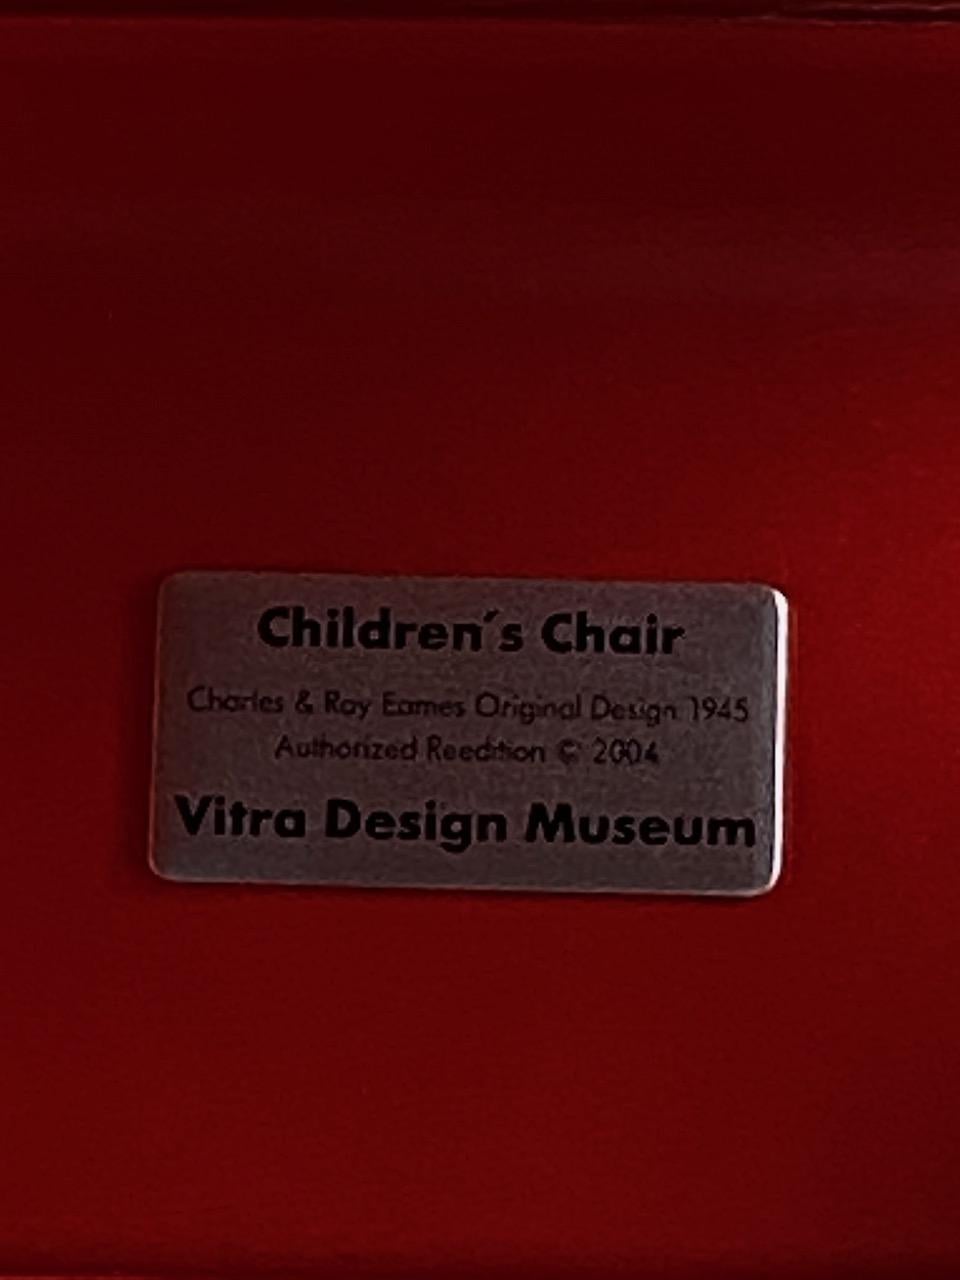 Children´s Chair
Charles & Ray Eames Original Design 1945
Authorized Reedition © 2004
Vitra Design Museum